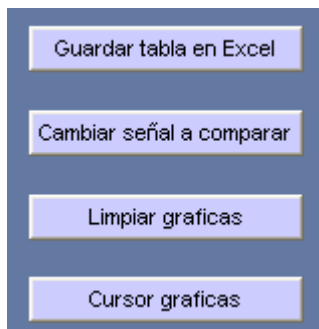 Guardar tabla en Excel
Cambiar señal a comparar
Limpiar graficas
Cursor graficas